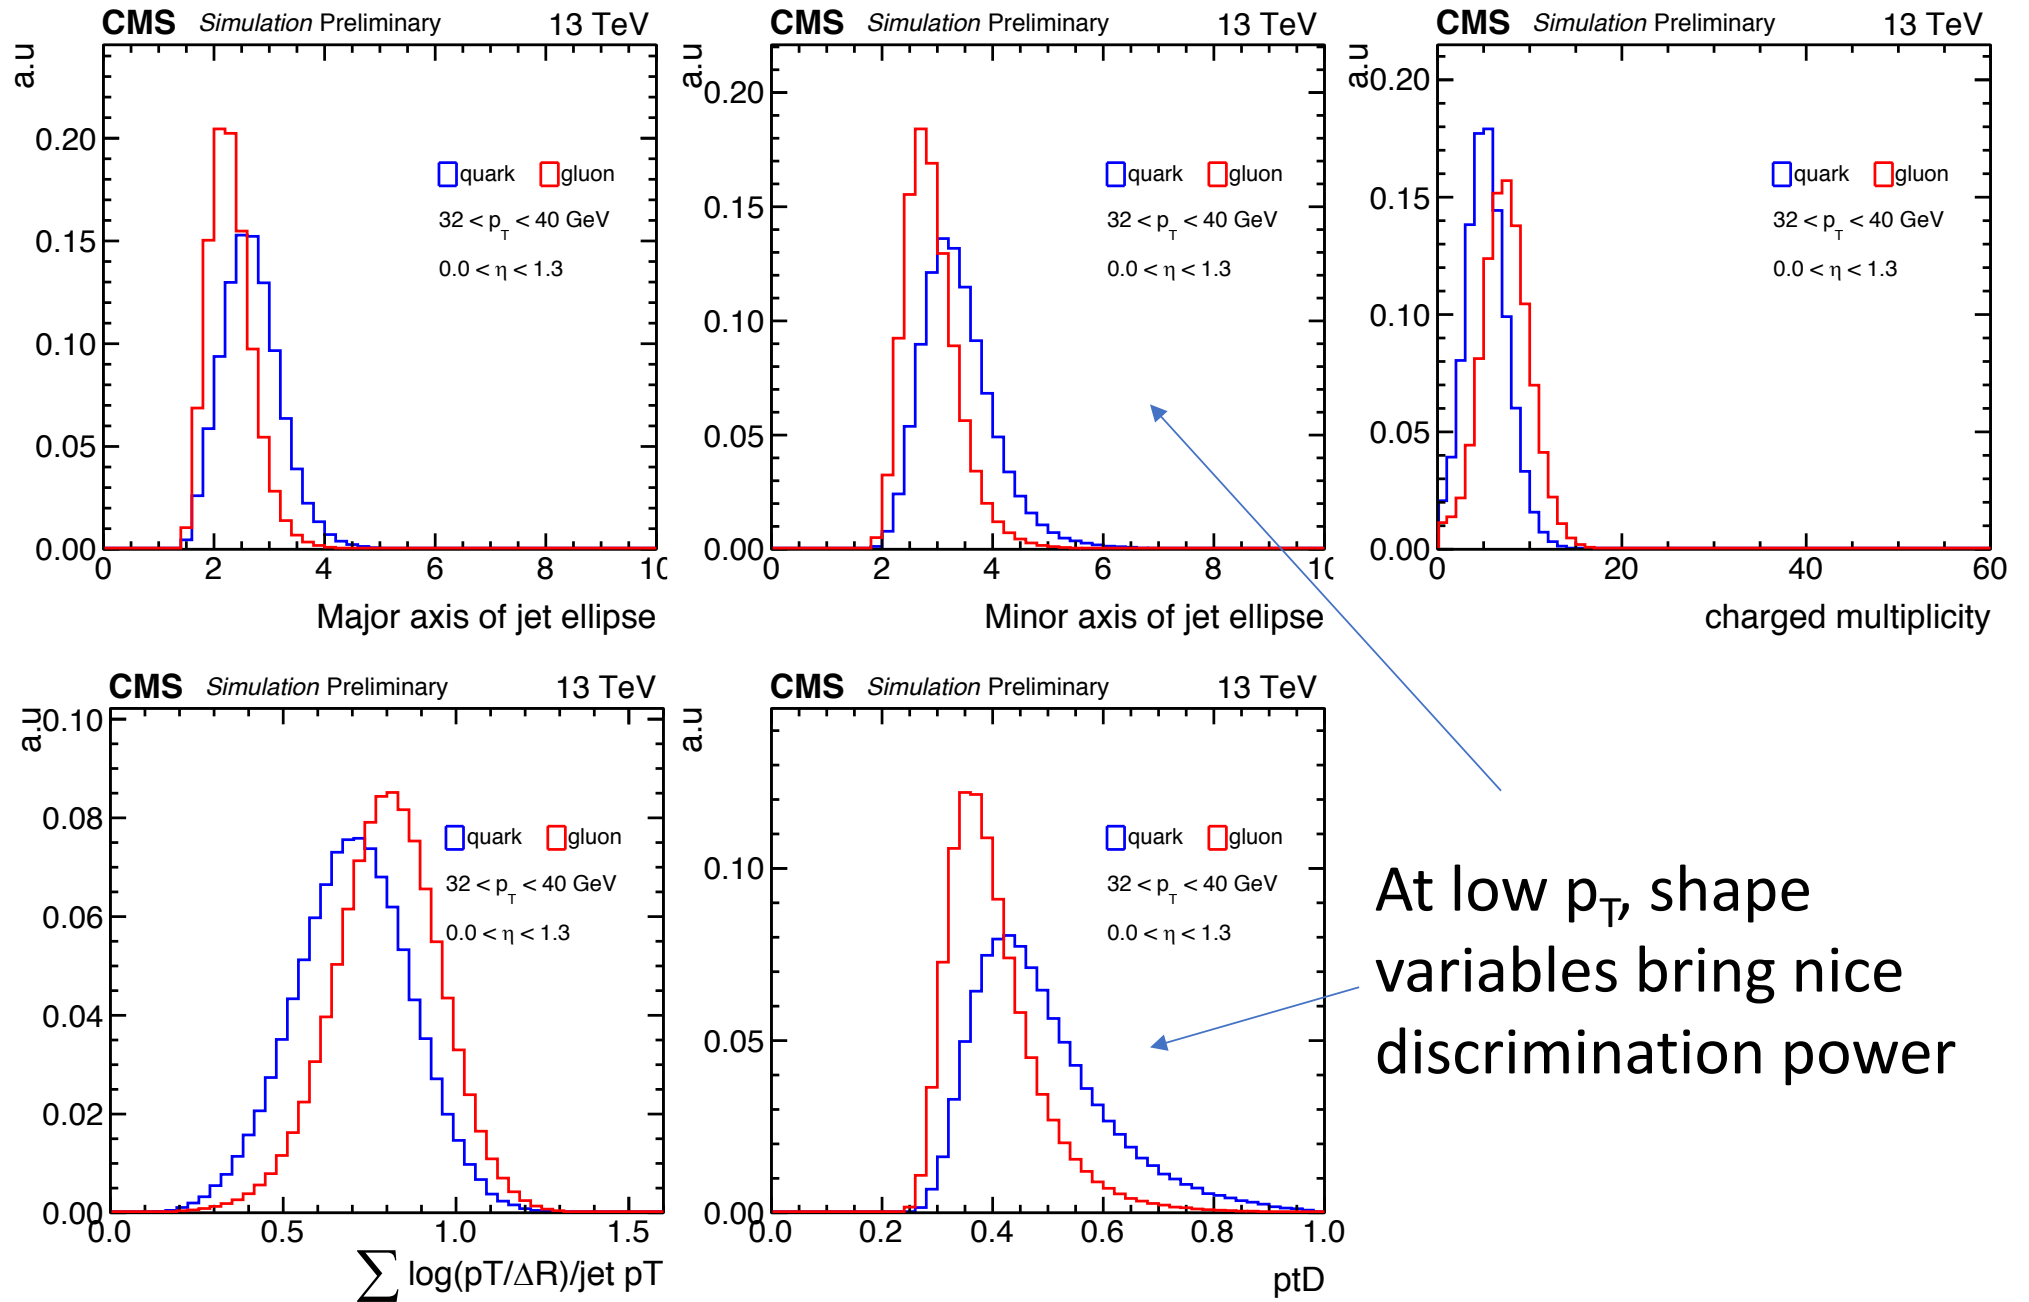 CMS Simulation Preliminary 13 TeV
a.u
0.20
0.15
0.10
0.05
0.00
quark gluon
32 < pT < 40 GeV
0.0 < η < 1.3
0 2 4 6 8 10
Major axis of jet ellipse
CMS Simulation Preliminary 13 TeV
a.u
0.20
0.15
0.10
0.05
0.00
quark gluon
32 < pT < 40 GeV
0.0 < η < 1.3
0 2 4 6 8 10
Minor axis of jet ellipse
CMS Simulation Preliminary 13 TeV
a.u
0.20
0.15
0.10
0.05
0.00
quark gluon
32 < pT < 40 GeV
0.0 < η < 1.3
0 20 40 60
charged multiplicity
CMS Simulation Preliminary 13 TeV
a.u
0.10
0.08
0.06
0.04
0.02
0.00
quark gluon
32 < pT < 40 GeV
0.0 < η < 1.3
0.0 0.5 1.0 1.5
∑ log(pT/ΔR)/jet pT
CMS Simulation Preliminary 13 TeV
a.u
0.10
0.05
0.00
quark gluon
32 < pT < 40 GeV
0.0 < η < 1.3
0.0 0.2 0.4 0.6 0.8 1.0
ptD
At low pT, shape
variables bring nice
discrimination power